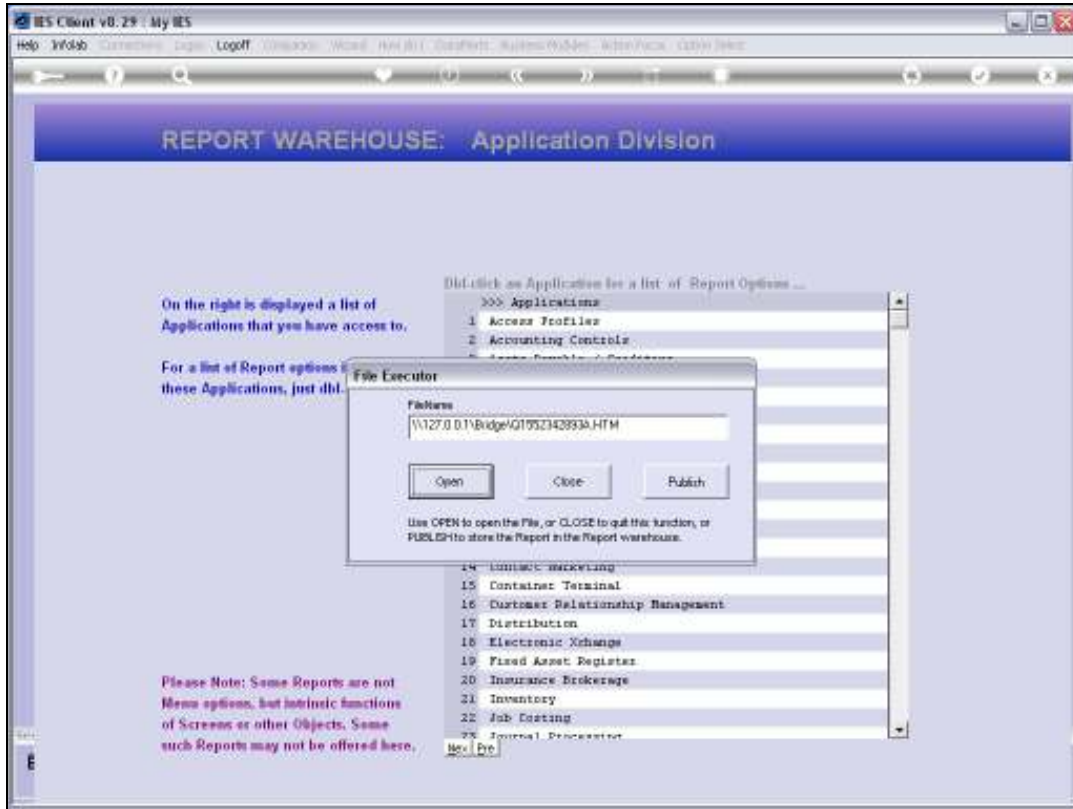 IES Client v8.29 : My IES
Help Infolab Logoff
REPORT WAREHOUSE: Application Division
Dbl-click an Application for a list of Report Options ...
On the right is displayed a list of
Applications that you have access to.
For a list of Report options
these Applications, just dbl.
>>> Applications
1 Access Profiles
2 Accounting Controls
File Executor
FileName
\\127.0.0.1\Bridge\Q1552342893A.HTM
Open Close Publish
Use OPEN to open the File, or CLOSE to quit this function, or
PUBLISH to store the Report in the Report warehouse.
14 Contact Marketing
15 Container Terminal
16 Customer Relationship Management
17 Distribution
18 Electronic Xchange
19 Fixed Asset Register
20 Insurance Brokerage
21 Inventory
22 Job Costing
23 Journal Processing
Nex Pre
Please Note: Some Reports are not
Menu options, but intrinsic functions
of Screens or other Objects. Some
such Reports may not be offered here.